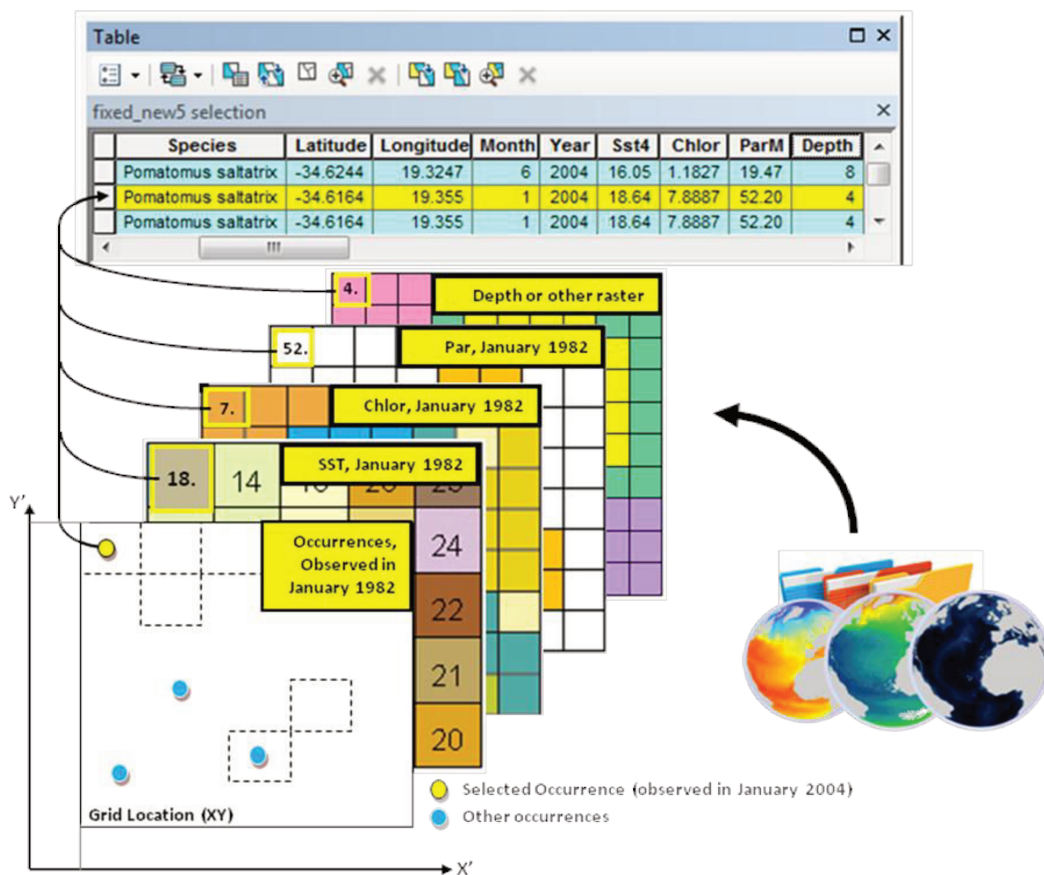 Table
fixed_new5 selection
Species Latitude Longitude Month Year Sst4 Chlor ParM Depth
Pomatomus saltatrix -34.6244 19.3247 6 2004 16.05 1.1827 19.47 8
Pomatomus saltatrix -34.6164 19.355 1 2004 18.64 7.8887 52.20 4
Pomatomus saltatrix -34.6164 19.355 1 2004 18.64 7.8887 52.20 4
4.
Depth or other raster
52.
Par, January 1982
7.
Chlor, January 1982
18.
14
SST, January 1982
Y'
Occurrences,
Observed in
January 1982
24
22
21
20
Grid Location (XY)
Selected Occurrence (observed in January 2004)
Other occurrences
X'